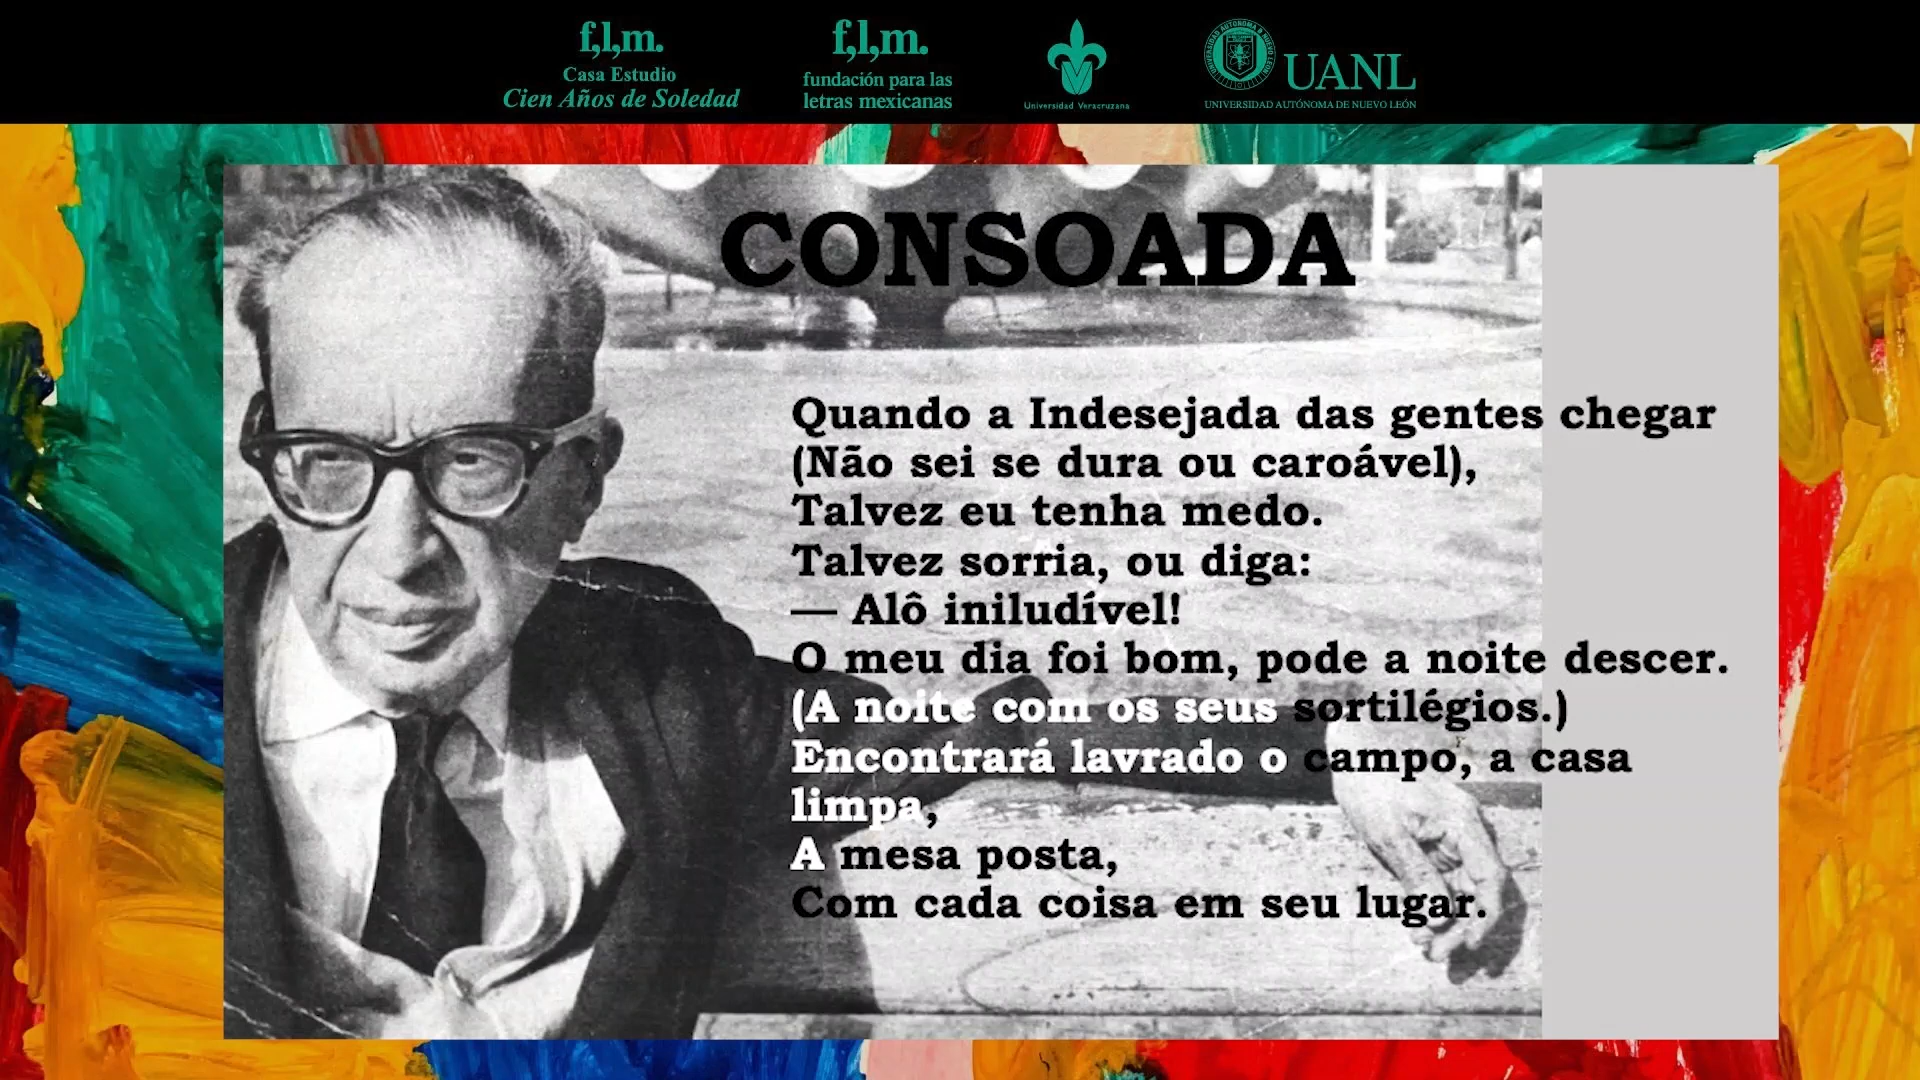 f,l,m.
Casa Estudio
Cien Años de Soledad
f,l,m.
fundación para las
letras mexicanas
Universidad Veracruzana
UANL
UNIVERSIDAD AUTÓNOMA DE NUEVO LEÓN
CONSOADA
Quando a Indesejada das gentes chegar
(Não sei se dura ou caroável),
Talvez eu tenha medo.
Talvez sorria, ou diga:
— Alô iniludível!
O meu dia foi bom, pode a noite descer.
(A noite com os seus sortilégios.)
Encontrará lavrado o campo, a casa
limpa,
A mesa posta,
Com cada coisa em seu lugar.